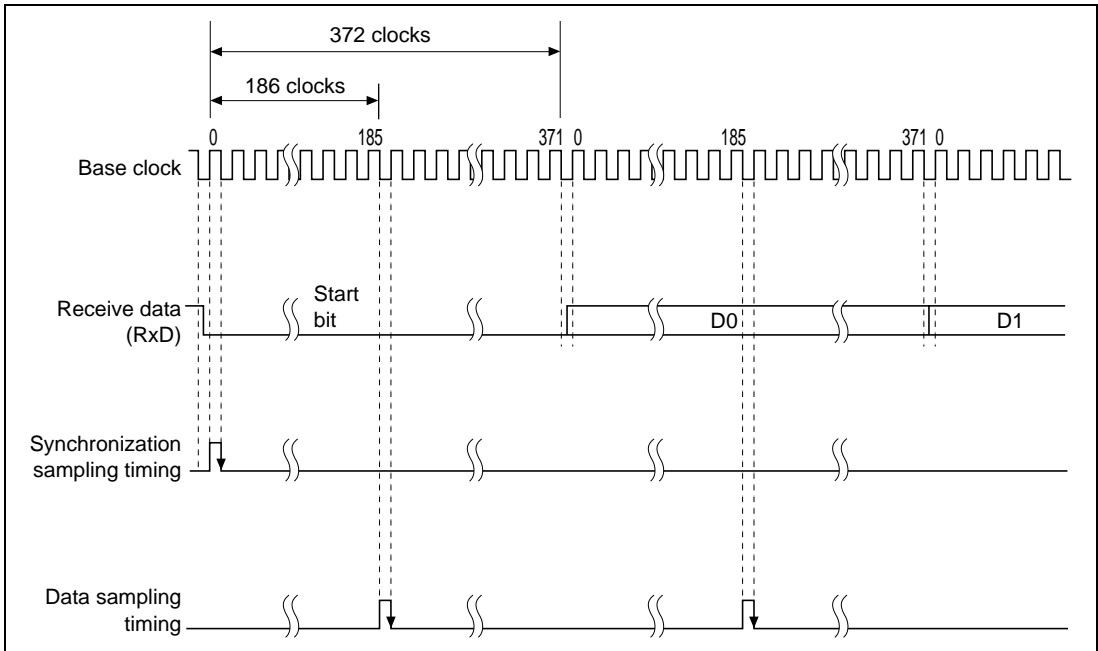 372 clocks
186 clocks
0 185 371 0 185 371 0
Base clock
Receive data
(RxD)
Start
bit
D0
D1
Synchronization
sampling timing
Data sampling
timing